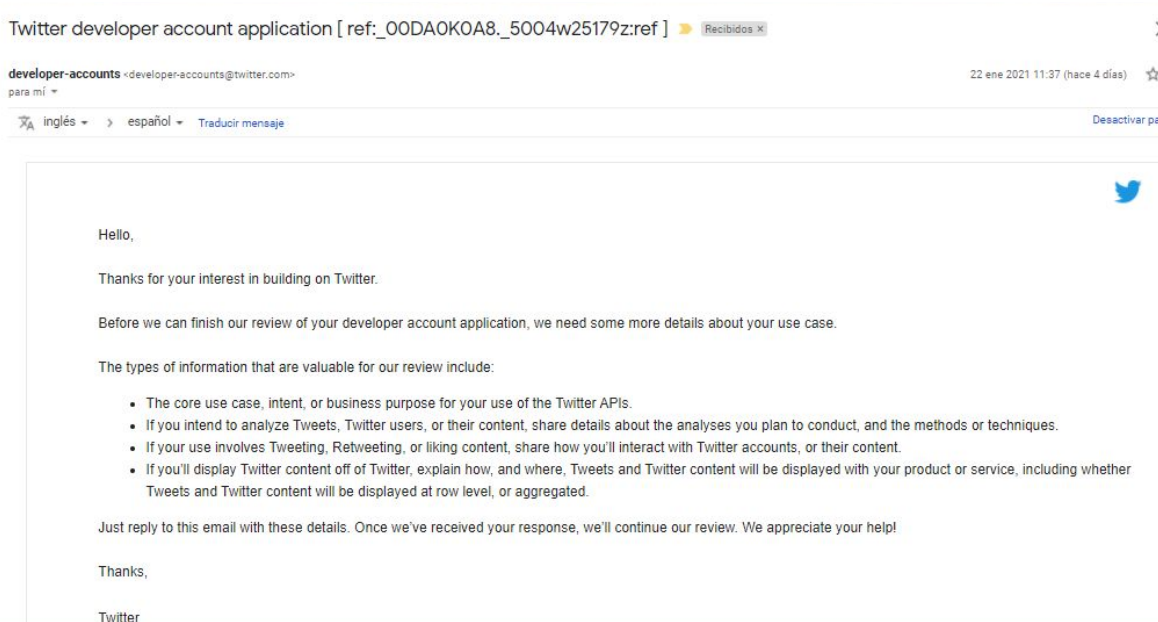 Twitter developer account application [ ref:_00DA0K0A8._5004w25179z:ref ] Recibidos ×
developer-accounts <developer-accounts@twitter.com> 22 ene 2021 11:37 (hace 4 días)
para mí
inglés > español Traducir mensaje Desactivar pa
Hello,
Thanks for your interest in building on Twitter.
Before we can finish our review of your developer account application, we need some more details about your use case.
The types of information that are valuable for our review include:
• The core use case, intent, or business purpose for your use of the Twitter APIs.
• If you intend to analyze Tweets, Twitter users, or their content, share details about the analyses you plan to conduct, and the methods or techniques.
• If your use involves Tweeting, Retweeting, or liking content, share how you'll interact with Twitter accounts, or their content.
• If you'll display Twitter content off of Twitter, explain how, and where, Tweets and Twitter content will be displayed with your product or service, including whether
Tweets and Twitter content will be displayed at row level, or aggregated.
Just reply to this email with these details. Once we've received your response, we'll continue our review. We appreciate your help!
Thanks,
Twitter